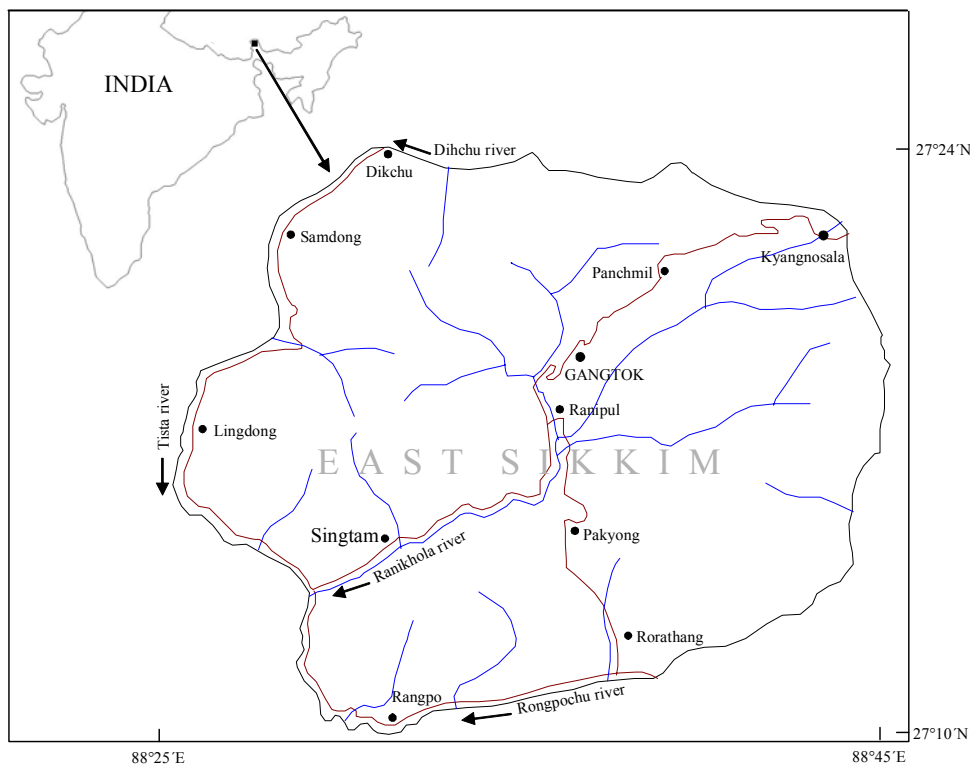 INDIA
Dihchu river
27°24´N
Dikchu
Samdong
Kyangnosala
Panchmil
GANGTOK
Ranipul
Tista river
Lingdong
EAST SIKKIM
Singtam
Pakyong
Ranikhola river
Rorathang
Rangpo
Rongpochu river
27°10´N
88°25´E
88°45´E